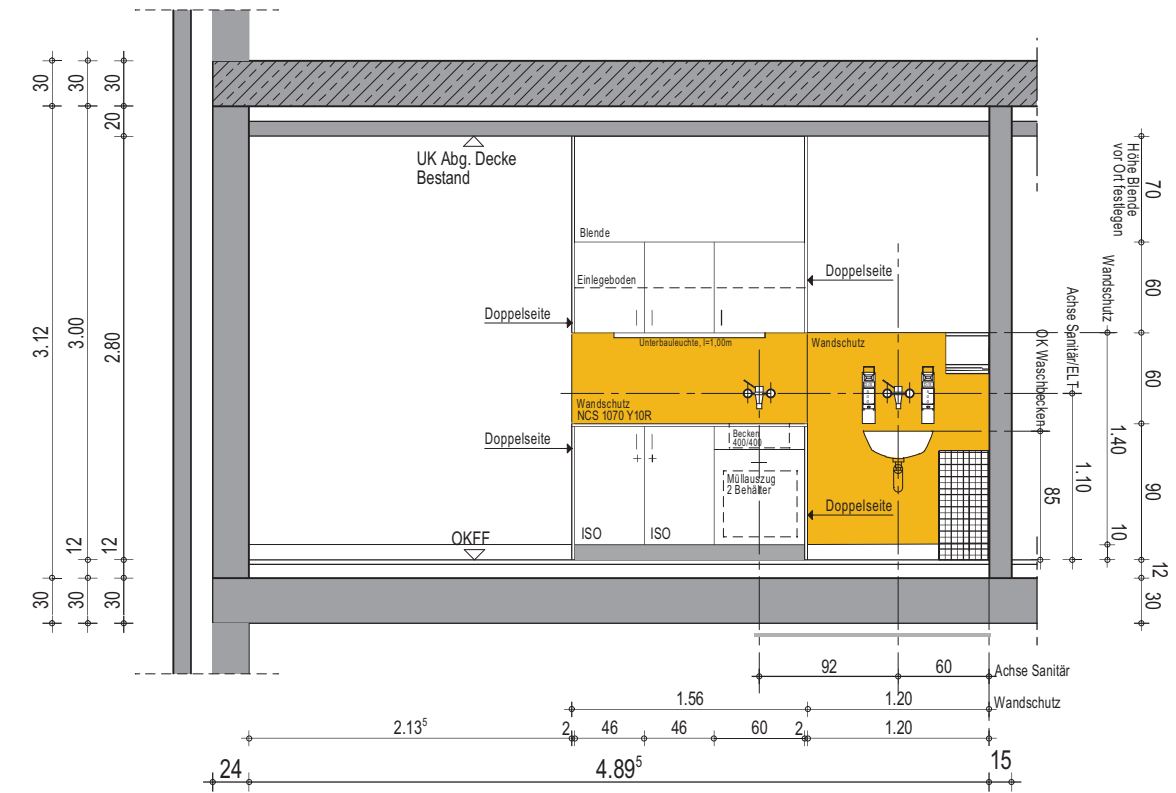 30
30
30
20
3.12
3.00
2.80
12
12
30
30
30
UK Abg. Decke
Bestand
Blende
Einlegeboden
Doppelseite
Doppelseite
Unterbauleuchte, l=1,00m
Wandschutz
Wandschutz
NCS 1070 Y10R
Doppelseite
Becken
400/400
Müllauszug
2 Behälter
Doppelseite
OKFF
ISO
ISO
Höhe Blende
vor Ort festlegen
70
Wandschutz
60
Achse Sanitär/ELT
OK Waschbecken
60
1.40
1.10
85
90
10
12
30
92
60
Achse Sanitär
1.56
1.20
Wandschutz
2.13⁵
2
46
46
60
2
1.20
24
4.89⁵
15